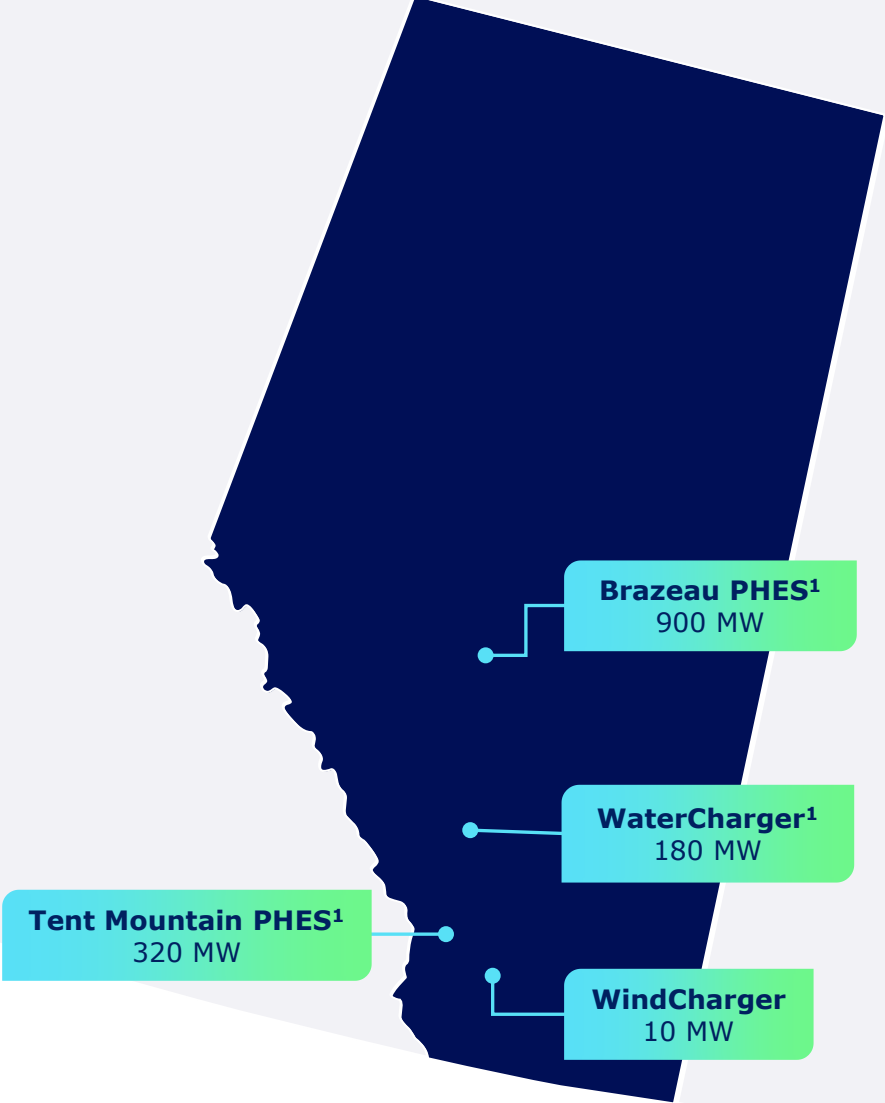 Brazeau PHES¹
900 MW
WaterCharger¹
180 MW
Tent Mountain PHES¹
320 MW
WindCharger
10 MW